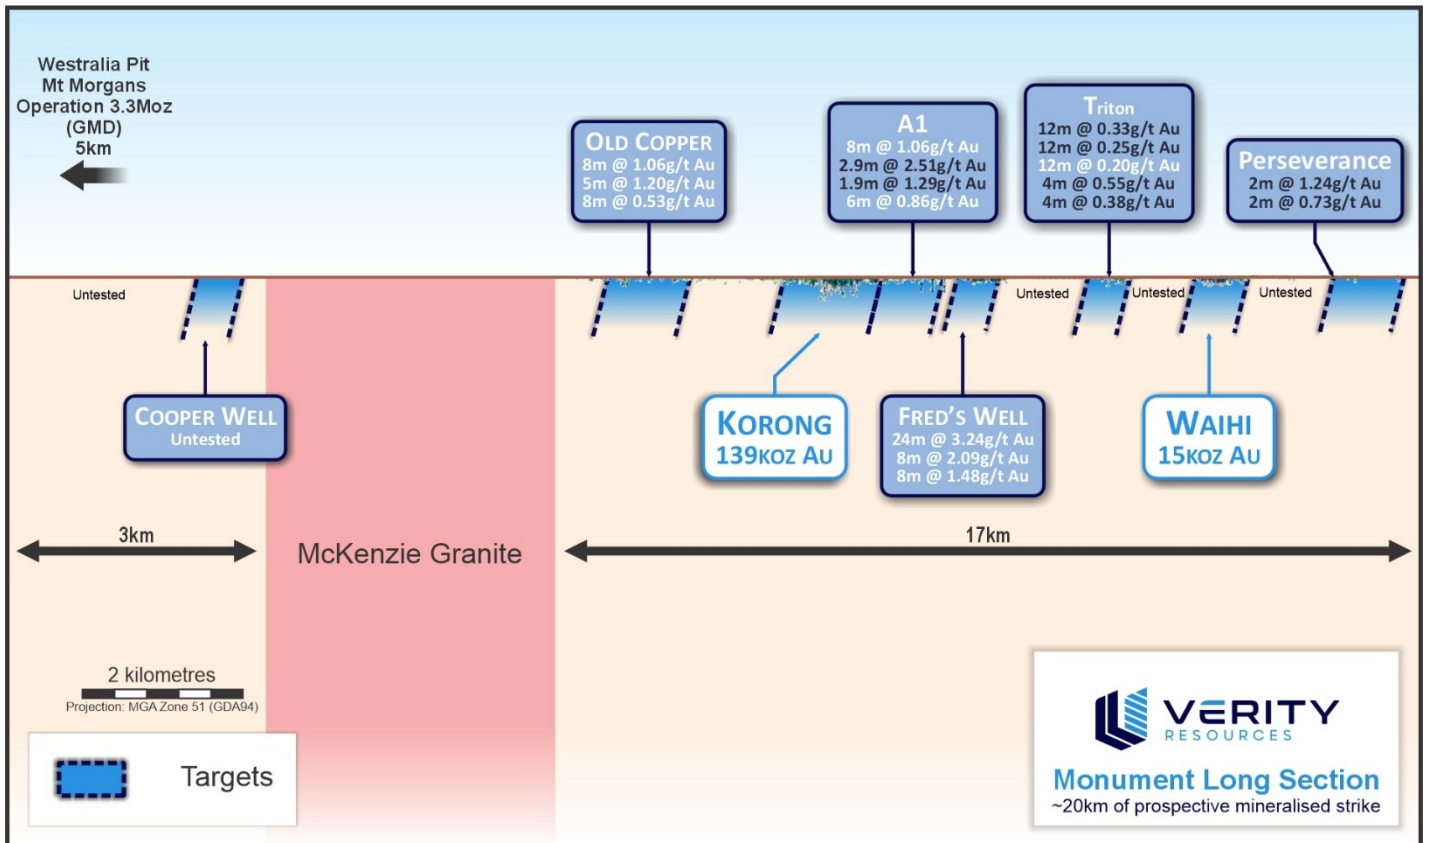 Westralia Pit
Mt Morgans
Operation 3.3Moz
(GMD)
5km
OLD COPPER
8m @ 1.06g/t Au
5m @ 1.20g/t Au
8m @ 0.53g/t Au
A1
8m @ 1.06g/t Au
2.9m @ 2.51g/t Au
1.9m @ 1.29g/t Au
6m @ 0.86g/t Au
Triton
12m @ 0.33g/t Au
12m @ 0.25g/t Au
12m @ 0.20g/t Au
4m @ 0.55g/t Au
4m @ 0.38g/t Au
Perseverance
2m @ 1.24g/t Au
2m @ 0.73g/t Au
Untested
Untested
Untested
Untested
COOPER WELL
Untested
KORONG
139KOZ AU
FRED'S WELL
24m @ 3.24g/t Au
8m @ 2.09g/t Au
8m @ 1.48g/t Au
WAIHI
15KOZ AU
3km
McKenzie Granite
17km
2 kilometres
Projection: MGA Zone 51 (GDA94)
Targets
VERITY
RESOURCES
Monument Long Section
~20km of prospective mineralised strike